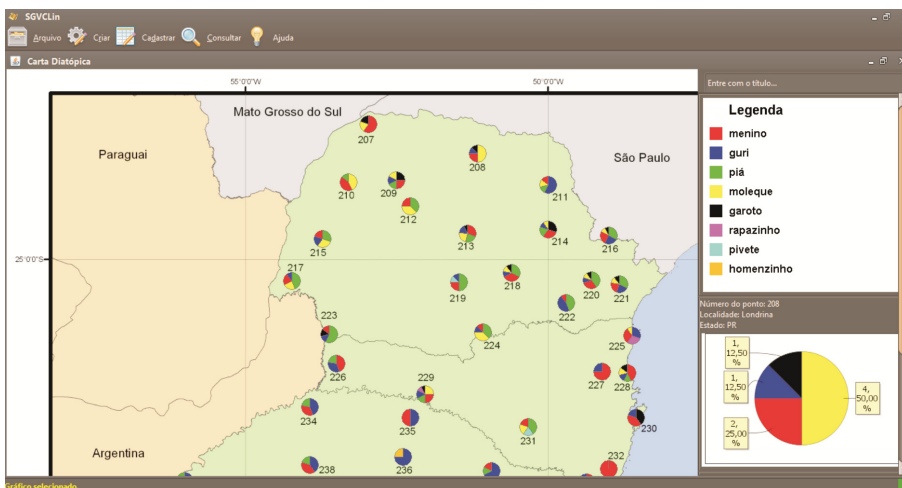 SGVCLin
Arquivo Criar Cadastrar Consultar Ajuda
Carta Diatópica
55°0'0"W 50°0'0"W
Entre com o título...
Mato Grosso do Sul
Paraguai
São Paulo
25°0'0"S
Argentina
207
208
210
209
211
212
213
214
215
216
217
218
219
220
221
222
223
224
225
226
227
228
229
230
231
232
234
235
236
238
Legenda
menino
guri
piá
moleque
garoto
rapazinho
pivete
homenzinho
Número do ponto: 208
Localidade: Londrina
Estado: PR
1,
12,50
%
1,
12,50
%
4,
50,00
%
2,
25,00
%
Gráfico selecionado